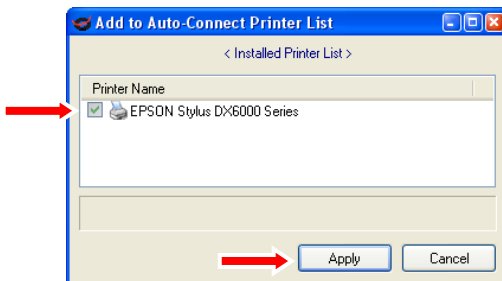 Add to Auto-Connect Printer List
< Installed Printer List >
Printer Name
EPSON Stylus DX6000 Series
Apply
Cancel